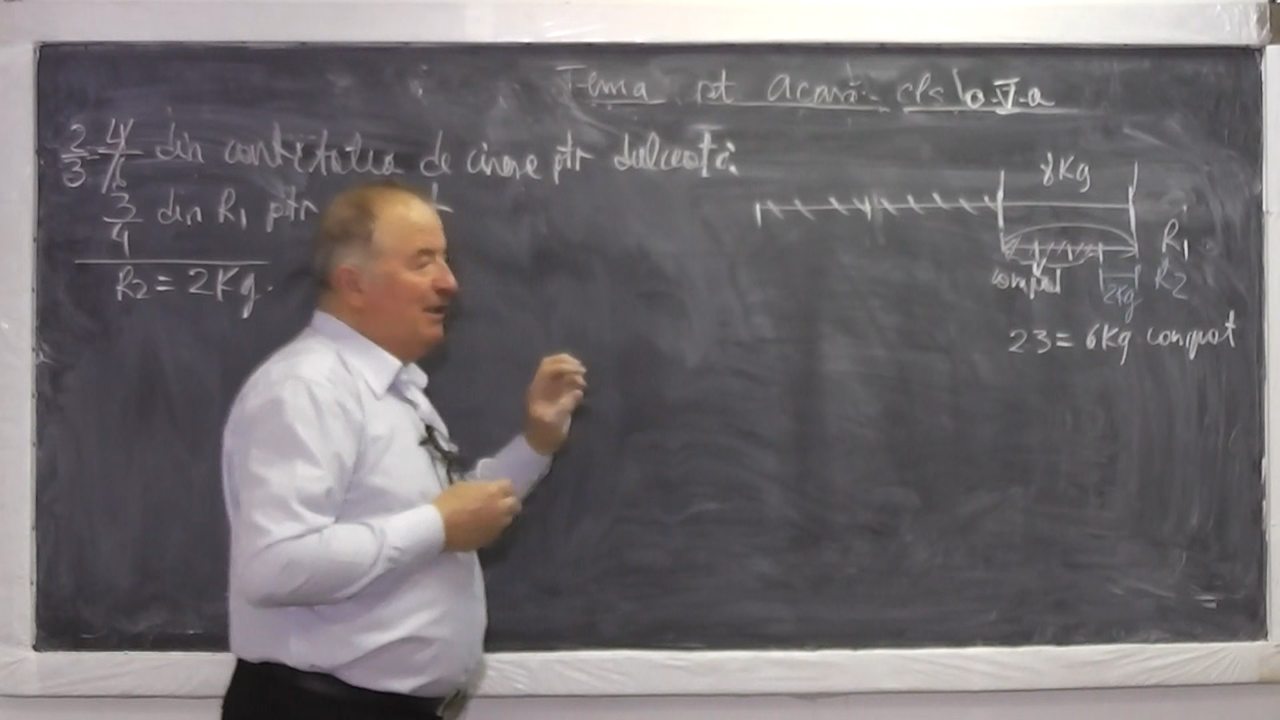 Tema pt acasă cls a V-a
2/3 = 4/6 din cantitatea de cirese ptr dulceață
3/4 din R1 ptr
R2 = 2Kg.
8Kg
R1
compot
2Kg
R2
23 = 6Kg compot